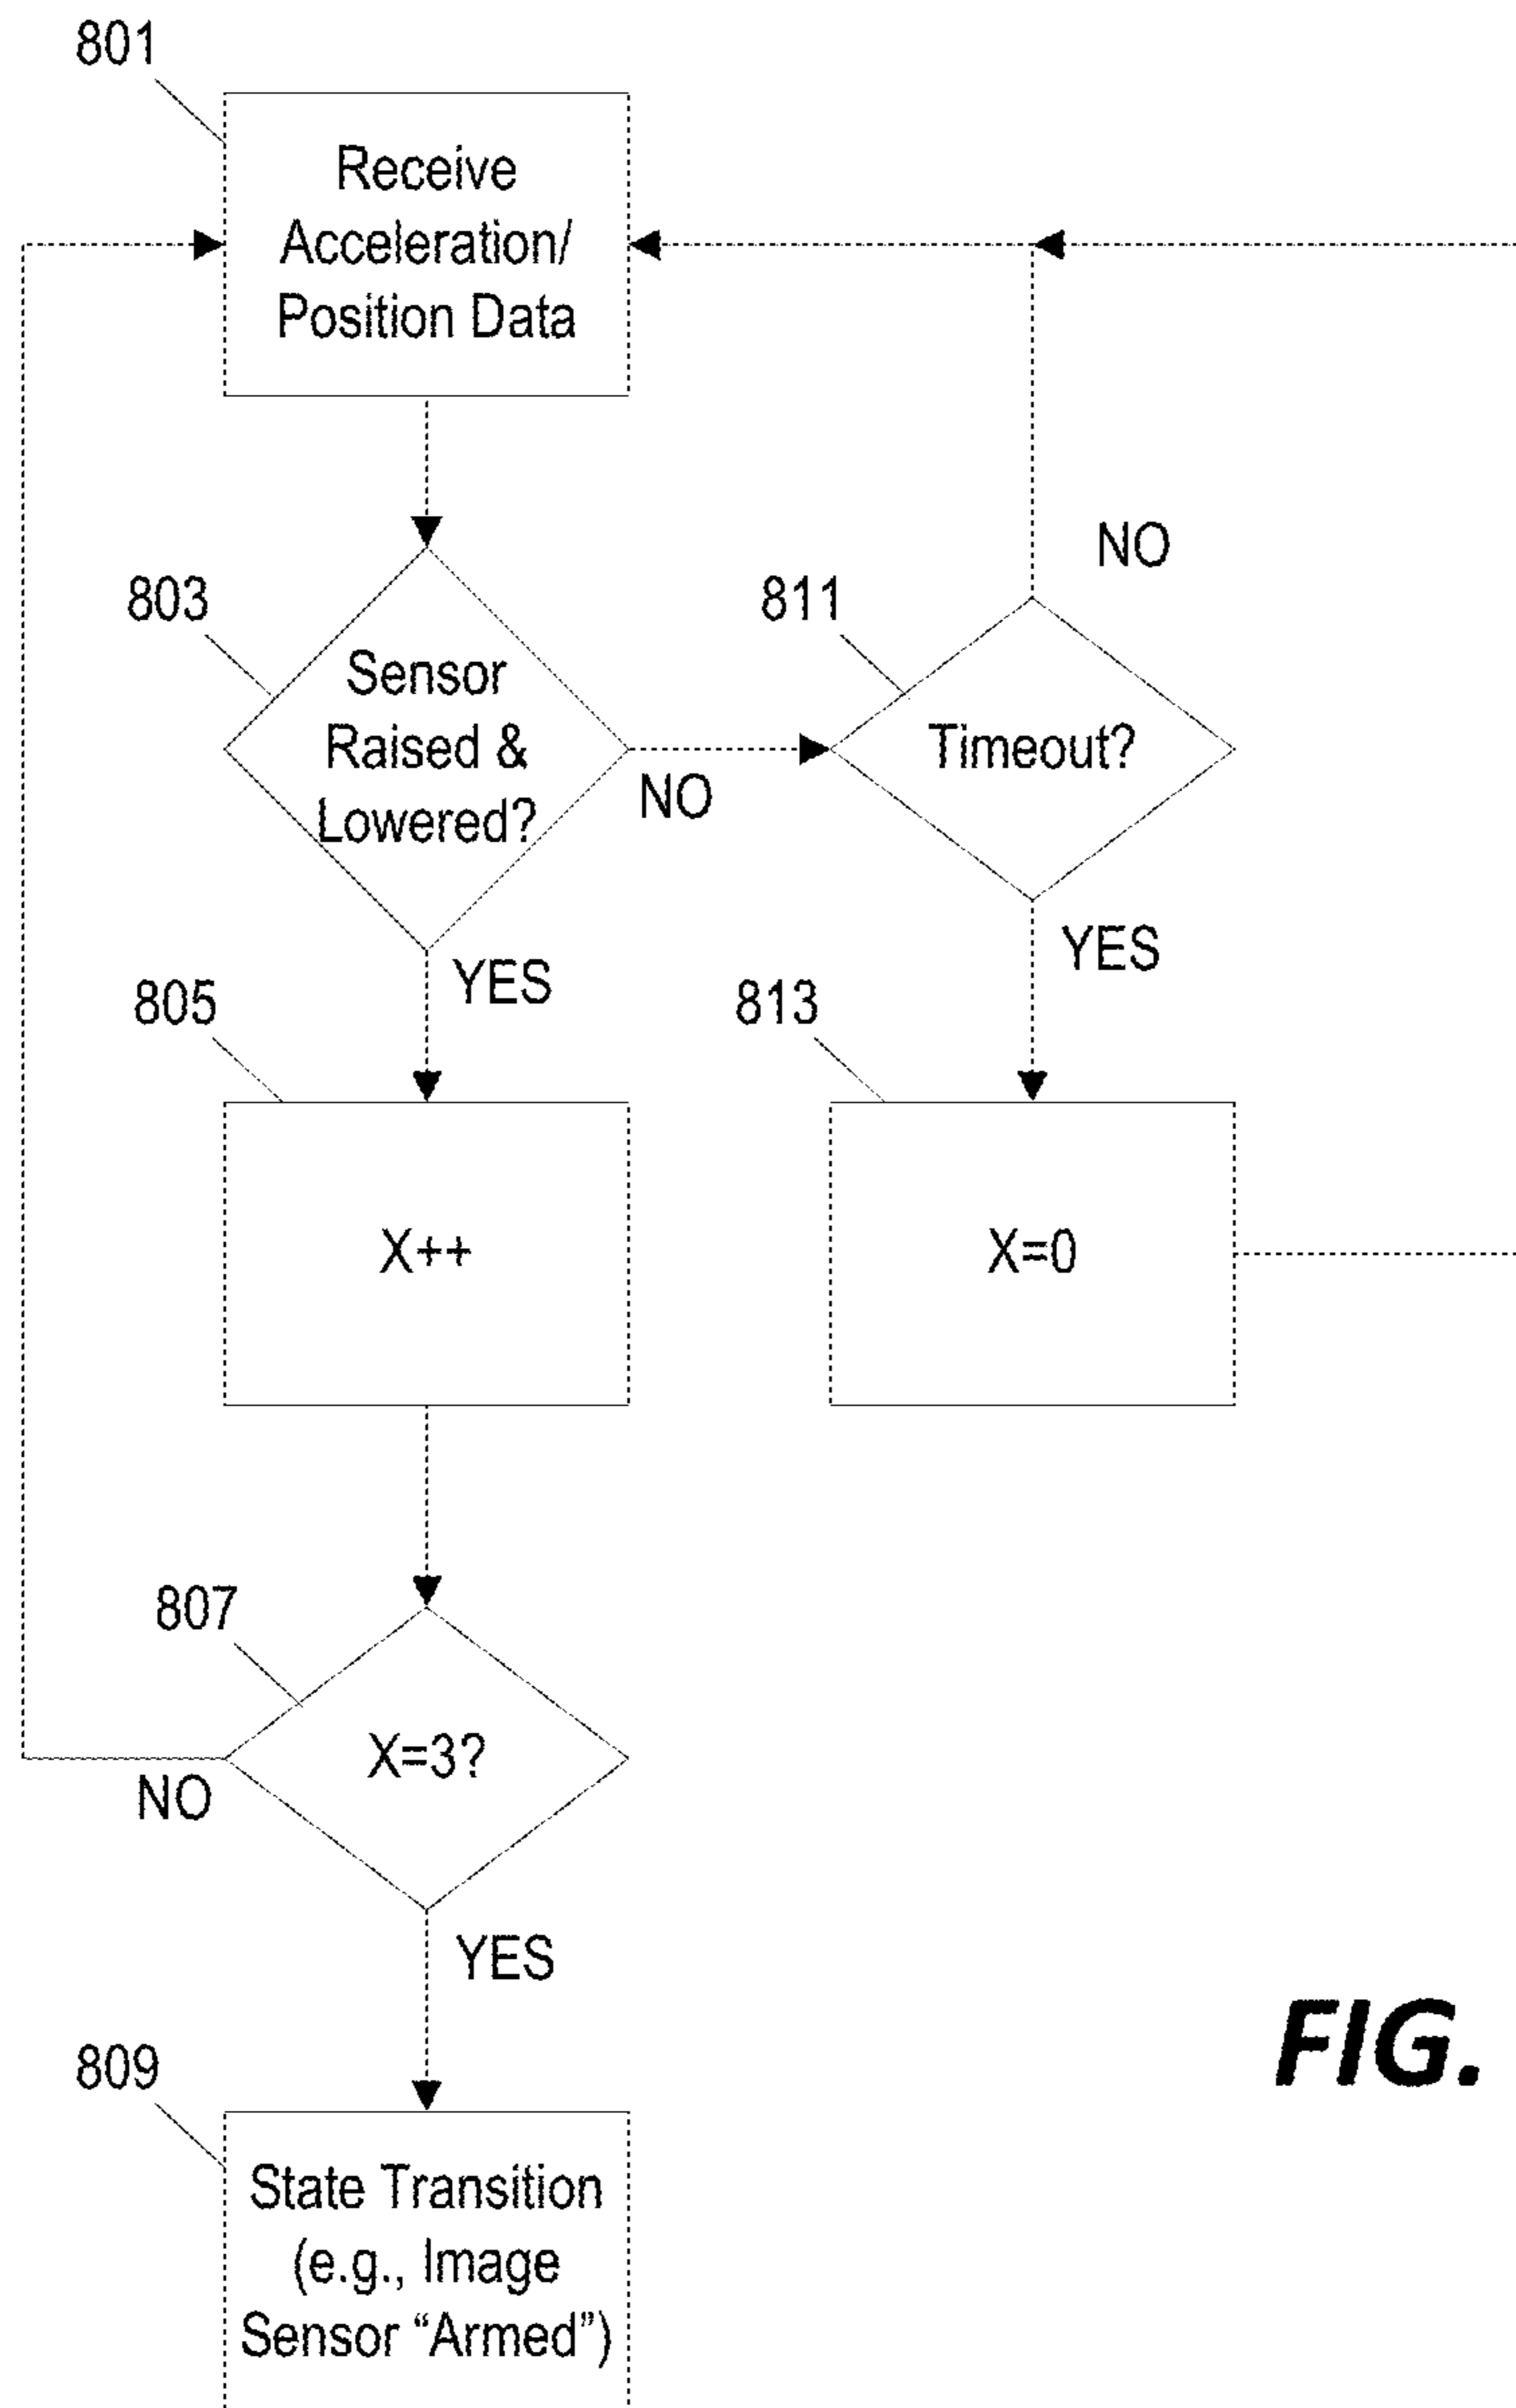 801
Receive
Acceleration/
Position Data
803
Sensor
Raised &
Lowered?
NO
YES
811
Timeout?
NO
YES
805
X++
813
X=0
807
X=3?
NO
YES
809
State Transition
(e.g., Image
Sensor “Armed”)
FIG.